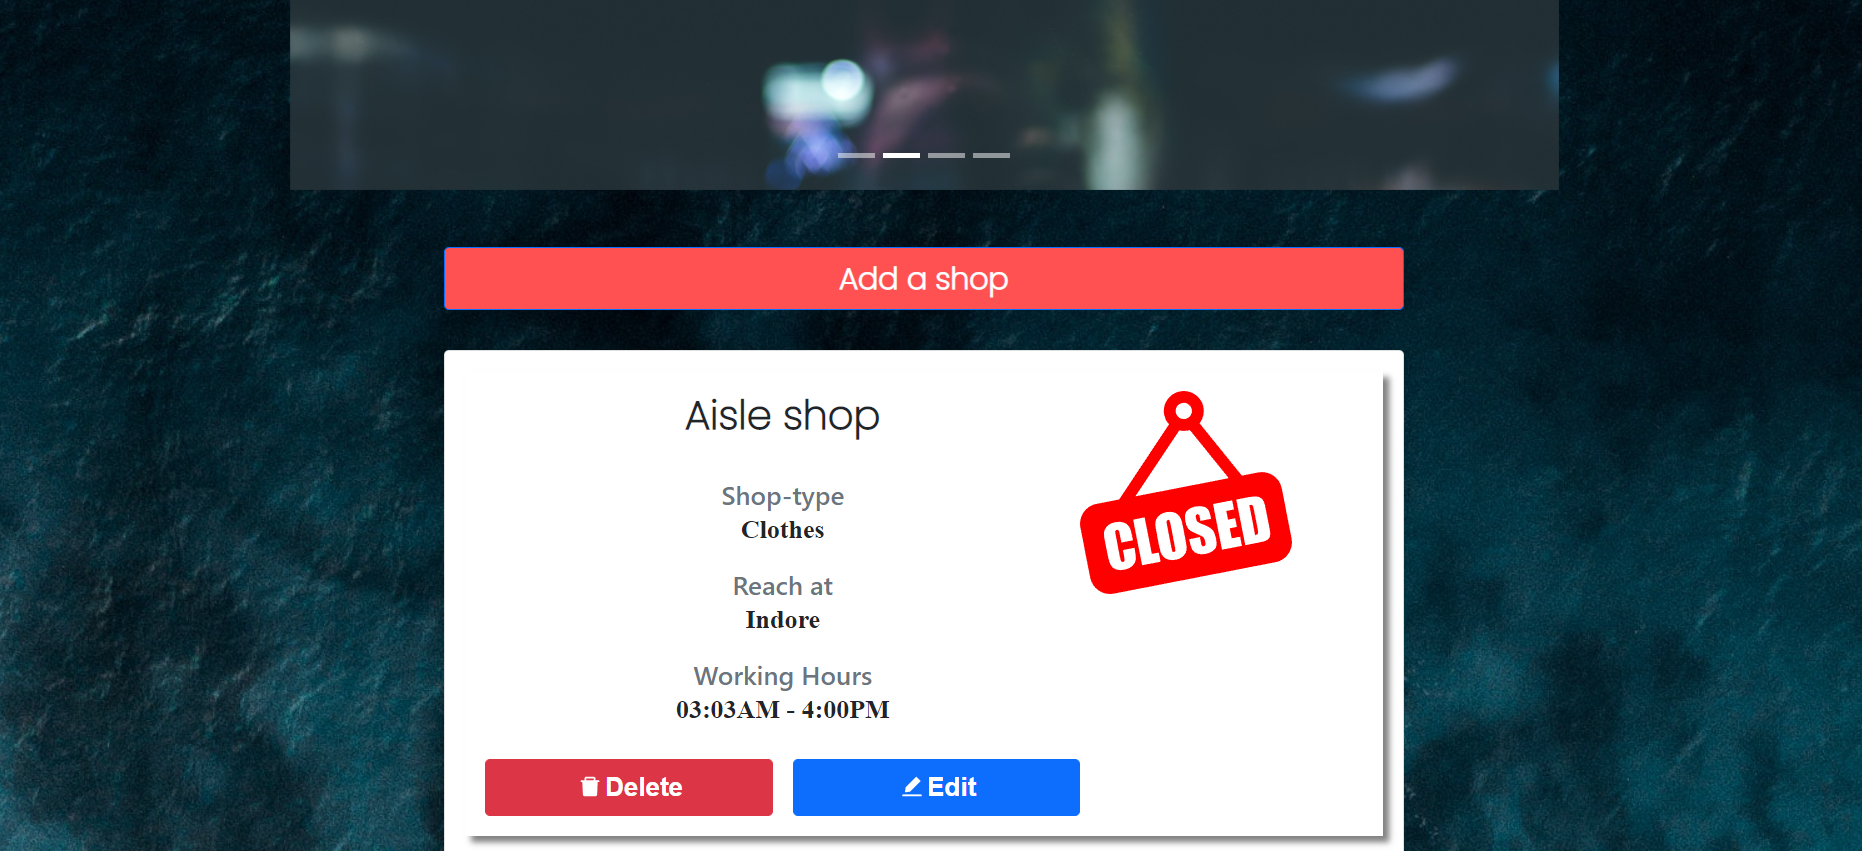 Add a shop
Aisle shop
Shop-type
Clothes
Reach at
Indore
Working Hours
03:03AM - 4:00PM
Delete
Edit
CLOSED